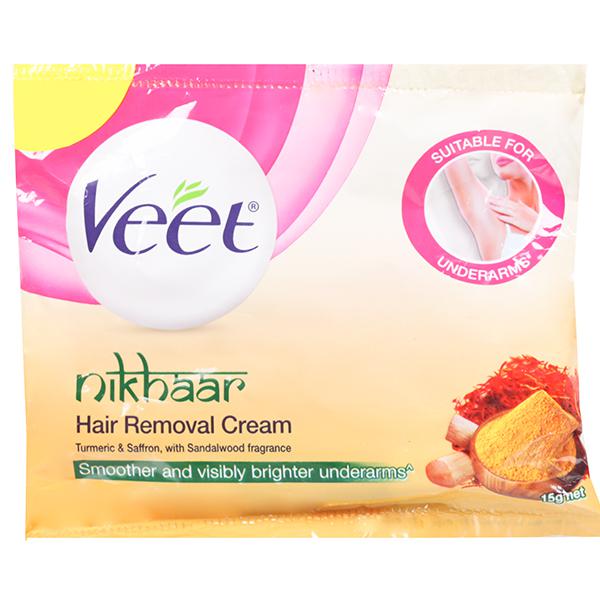 SUITABLE FOR
UNDERARMS*
Veet®
nikhaar
Hair Removal Cream
Turmeric & Saffron, with Sandalwood fragrance
Smoother and visibly brighter underarms^
15g net